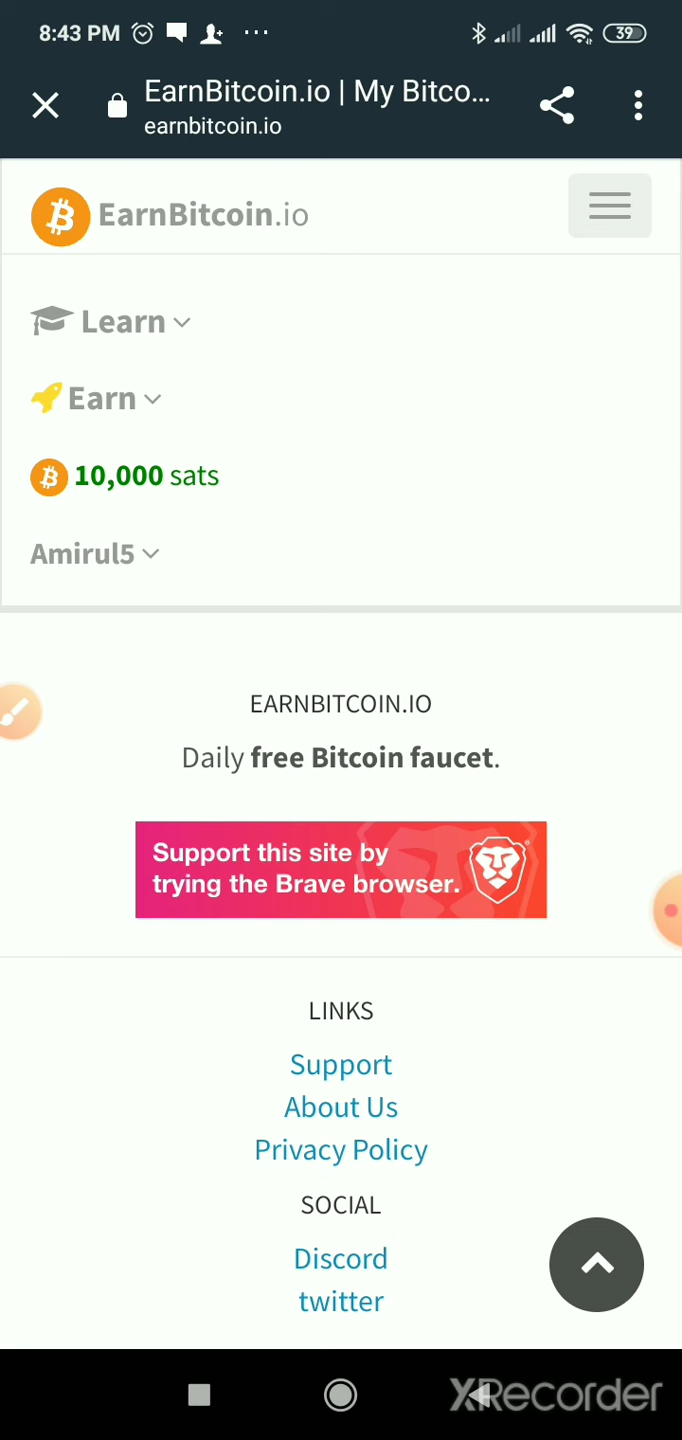 8:43 PM ... 39
EarnBitcoin.io | My Bitco...
earnbitcoin.io
EarnBitcoin.io
Learn
Earn
10,000 sats
Amirul5
EARNBITCOIN.IO
Daily free Bitcoin faucet.
Support this site by
trying the Brave browser.
LINKS
Support
About Us
Privacy Policy
SOCIAL
Discord
twitter
XRecorder